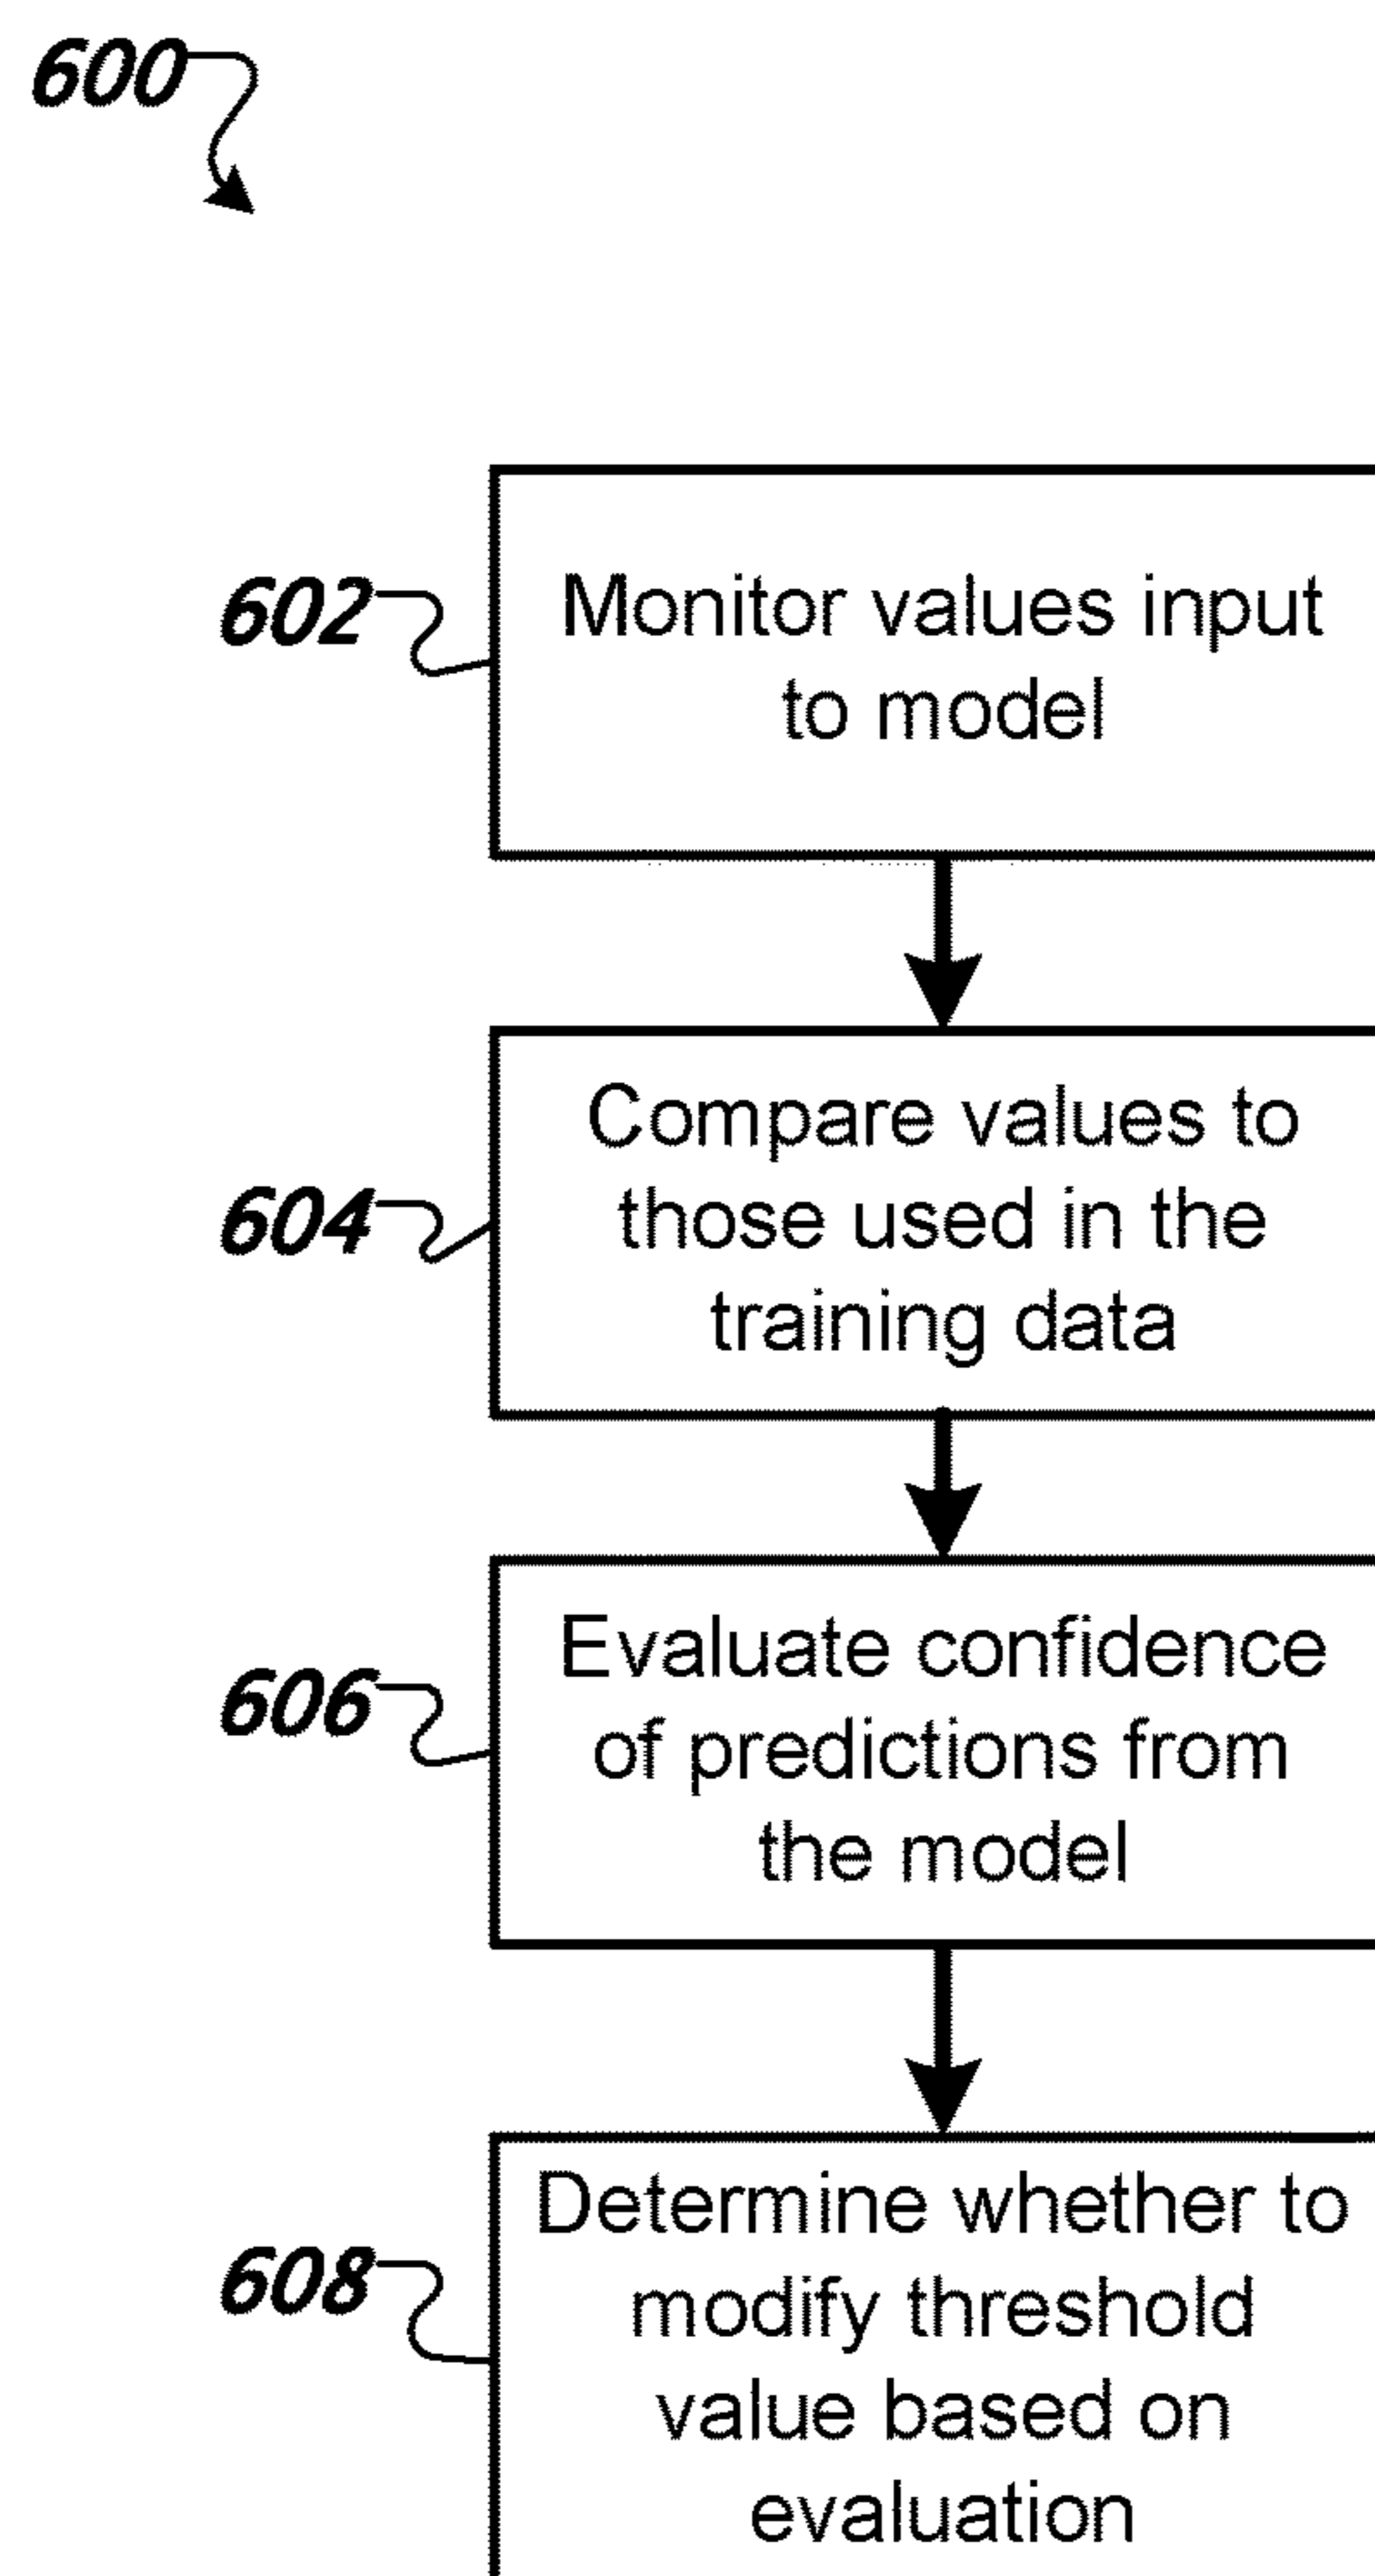 600
602
Monitor values input
to model
604
Compare values to
those used in the
training data
606
Evaluate confidence
of predictions from
the model
608
Determine whether to
modify threshold
value based on
evaluation